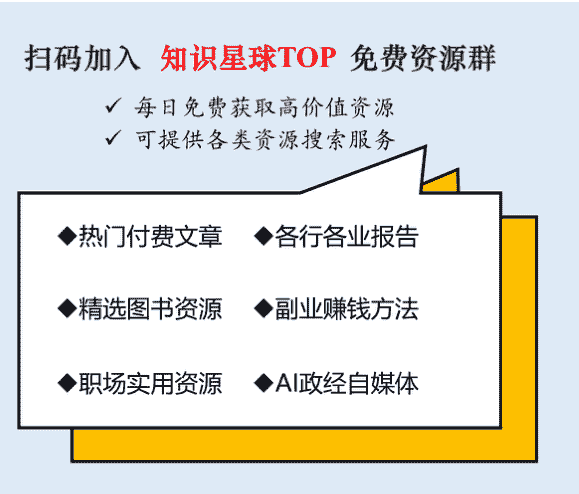 扫码加入 知识星球TOP 免费资源群
✓ 每日免费获取高价值资源
✓ 可提供各类资源搜索服务
◆热门付费文章 ◆各行各业报告
◆精选图书资源 ◆副业赚钱方法
◆职场实用资源 ◆AI政经自媒体